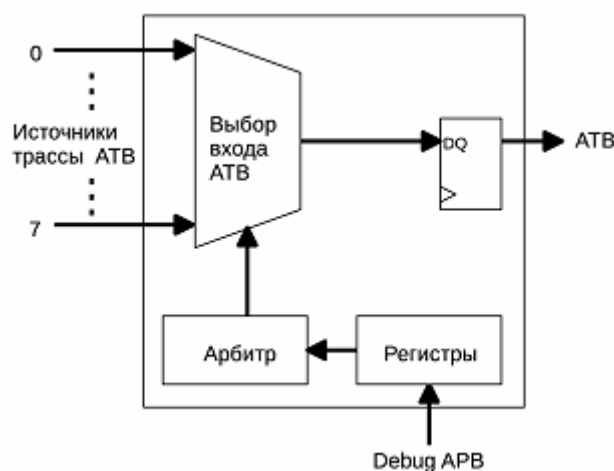 0
Источники
трассы АТВ
7
Выбор
входа
АТВ
DQ
АТВ
Арбитр
Регистры
Debug APB